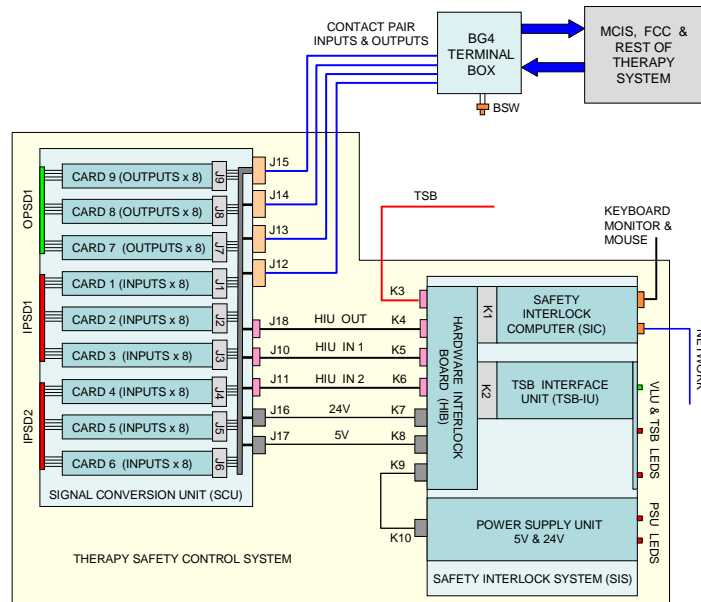 CONTACT PAIR
INPUTS & OUTPUTS
BG4
TERMINAL
BOX
MCIS, FCC &
REST OF
THERAPY
SYSTEM
BSW
J15
J14
J13
J12
OPSD1
IPSD1
IPSD2
CARD 9 (OUTPUTS x 8)
J9
CARD 8 (OUTPUTS x 8)
J8
CARD 7 (OUTPUTS x 8)
J7
CARD 1 (INPUTS x 8)
J1
CARD 2 (INPUTS x 8)
J2
CARD 3 (INPUTS x 8)
J3
CARD 4 (INPUTS x 8)
J4
CARD 5 (INPUTS x 8)
J5
CARD 6 (INPUTS x 8)
J6
SIGNAL CONVERSION UNIT (SCU)
TSB
KEYBOARD
MONITOR &
MOUSE
K3
J18 HIU OUT K4
J10 HIU IN 1 K5
J11 HIU IN 2 K6
J16 24V K7
J17 5V K8
K9
K10
HARDWARE INTERLOCK
BOARD (HIB)
K1
SAFETY
INTERLOCK
COMPUTER (SIC)
K2
TSB INTERFACE
UNIT (TSB-IU)
NETWORK
VLU & TSB LEDS
PSU LEDS
POWER SUPPLY UNIT
5V & 24V
SAFETY INTERLOCK SYSTEM (SIS)
THERAPY SAFETY CONTROL SYSTEM